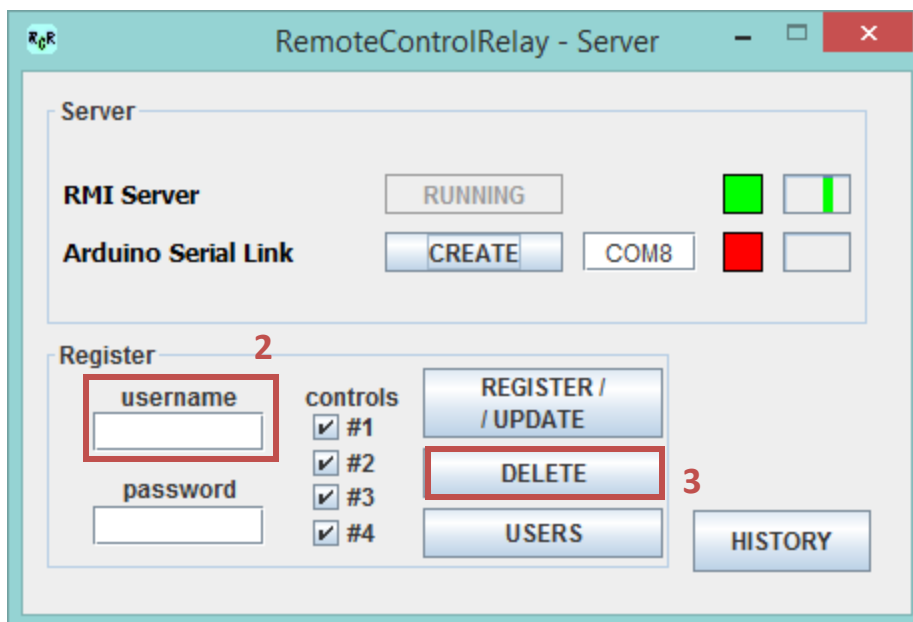 RCR
RemoteControlRelay - Server
Server
RMI Server
RUNNING
Arduino Serial Link
CREATE
COM8
Register
2
username
controls
#1
#2
#3
#4
password
REGISTER /
/ UPDATE
DELETE
3
USERS
HISTORY